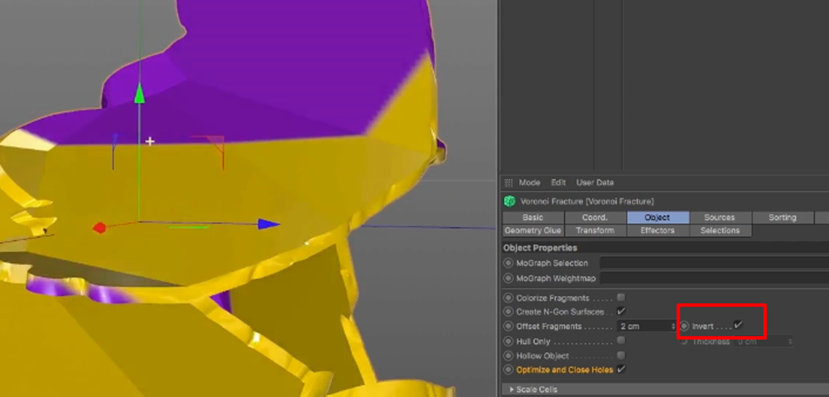 Mode Edit User Data
Voronoi Fracture [Voronoi Fracture]
Basic Coord. Object Sources Sorting
Geometry Glue Transform Effectors Selections
Object Properties
MoGraph Selection
MoGraph Weightmap
Colorize Fragments . . . . .
Create N-Gon Surfaces . .
Offset Fragments . . . . . . . 2 cm Invert . . . .
Hull Only . . . . . . . . . . . . . Thickness 0 cm
Hollow Object . . . . . . . . .
Optimize and Close Holes
Scale Cells